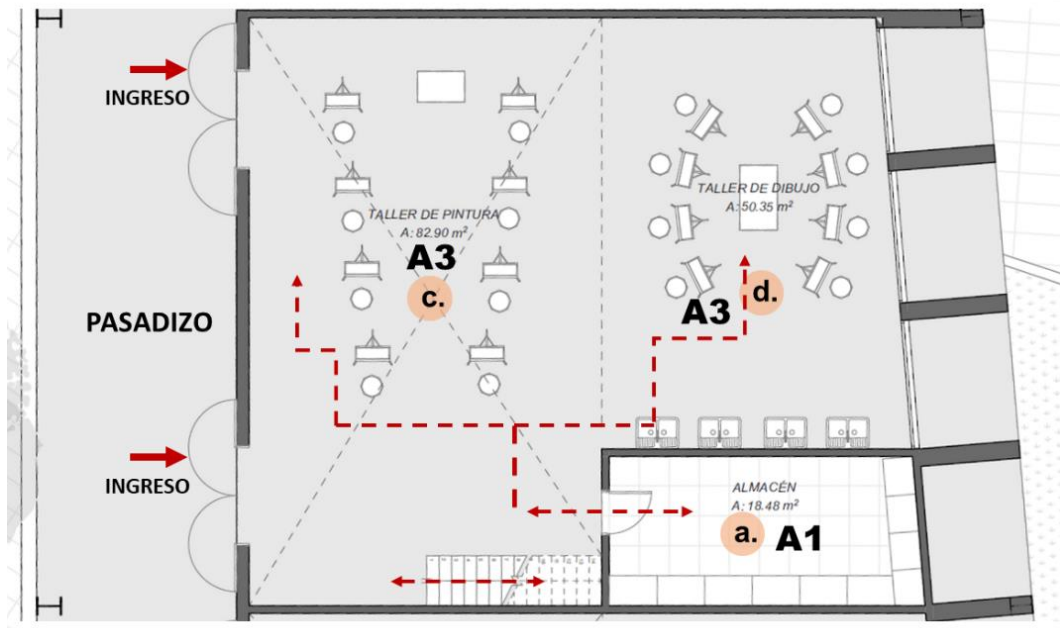 INGRESO
TALLER DE PINTURA
A: 82.90 m²
A3
c.
TALLER DE DIBUJO
A: 50.35 m²
d.
A3
PASADIZO
INGRESO
ALMACÉN
A: 18.48 m²
a.
A1